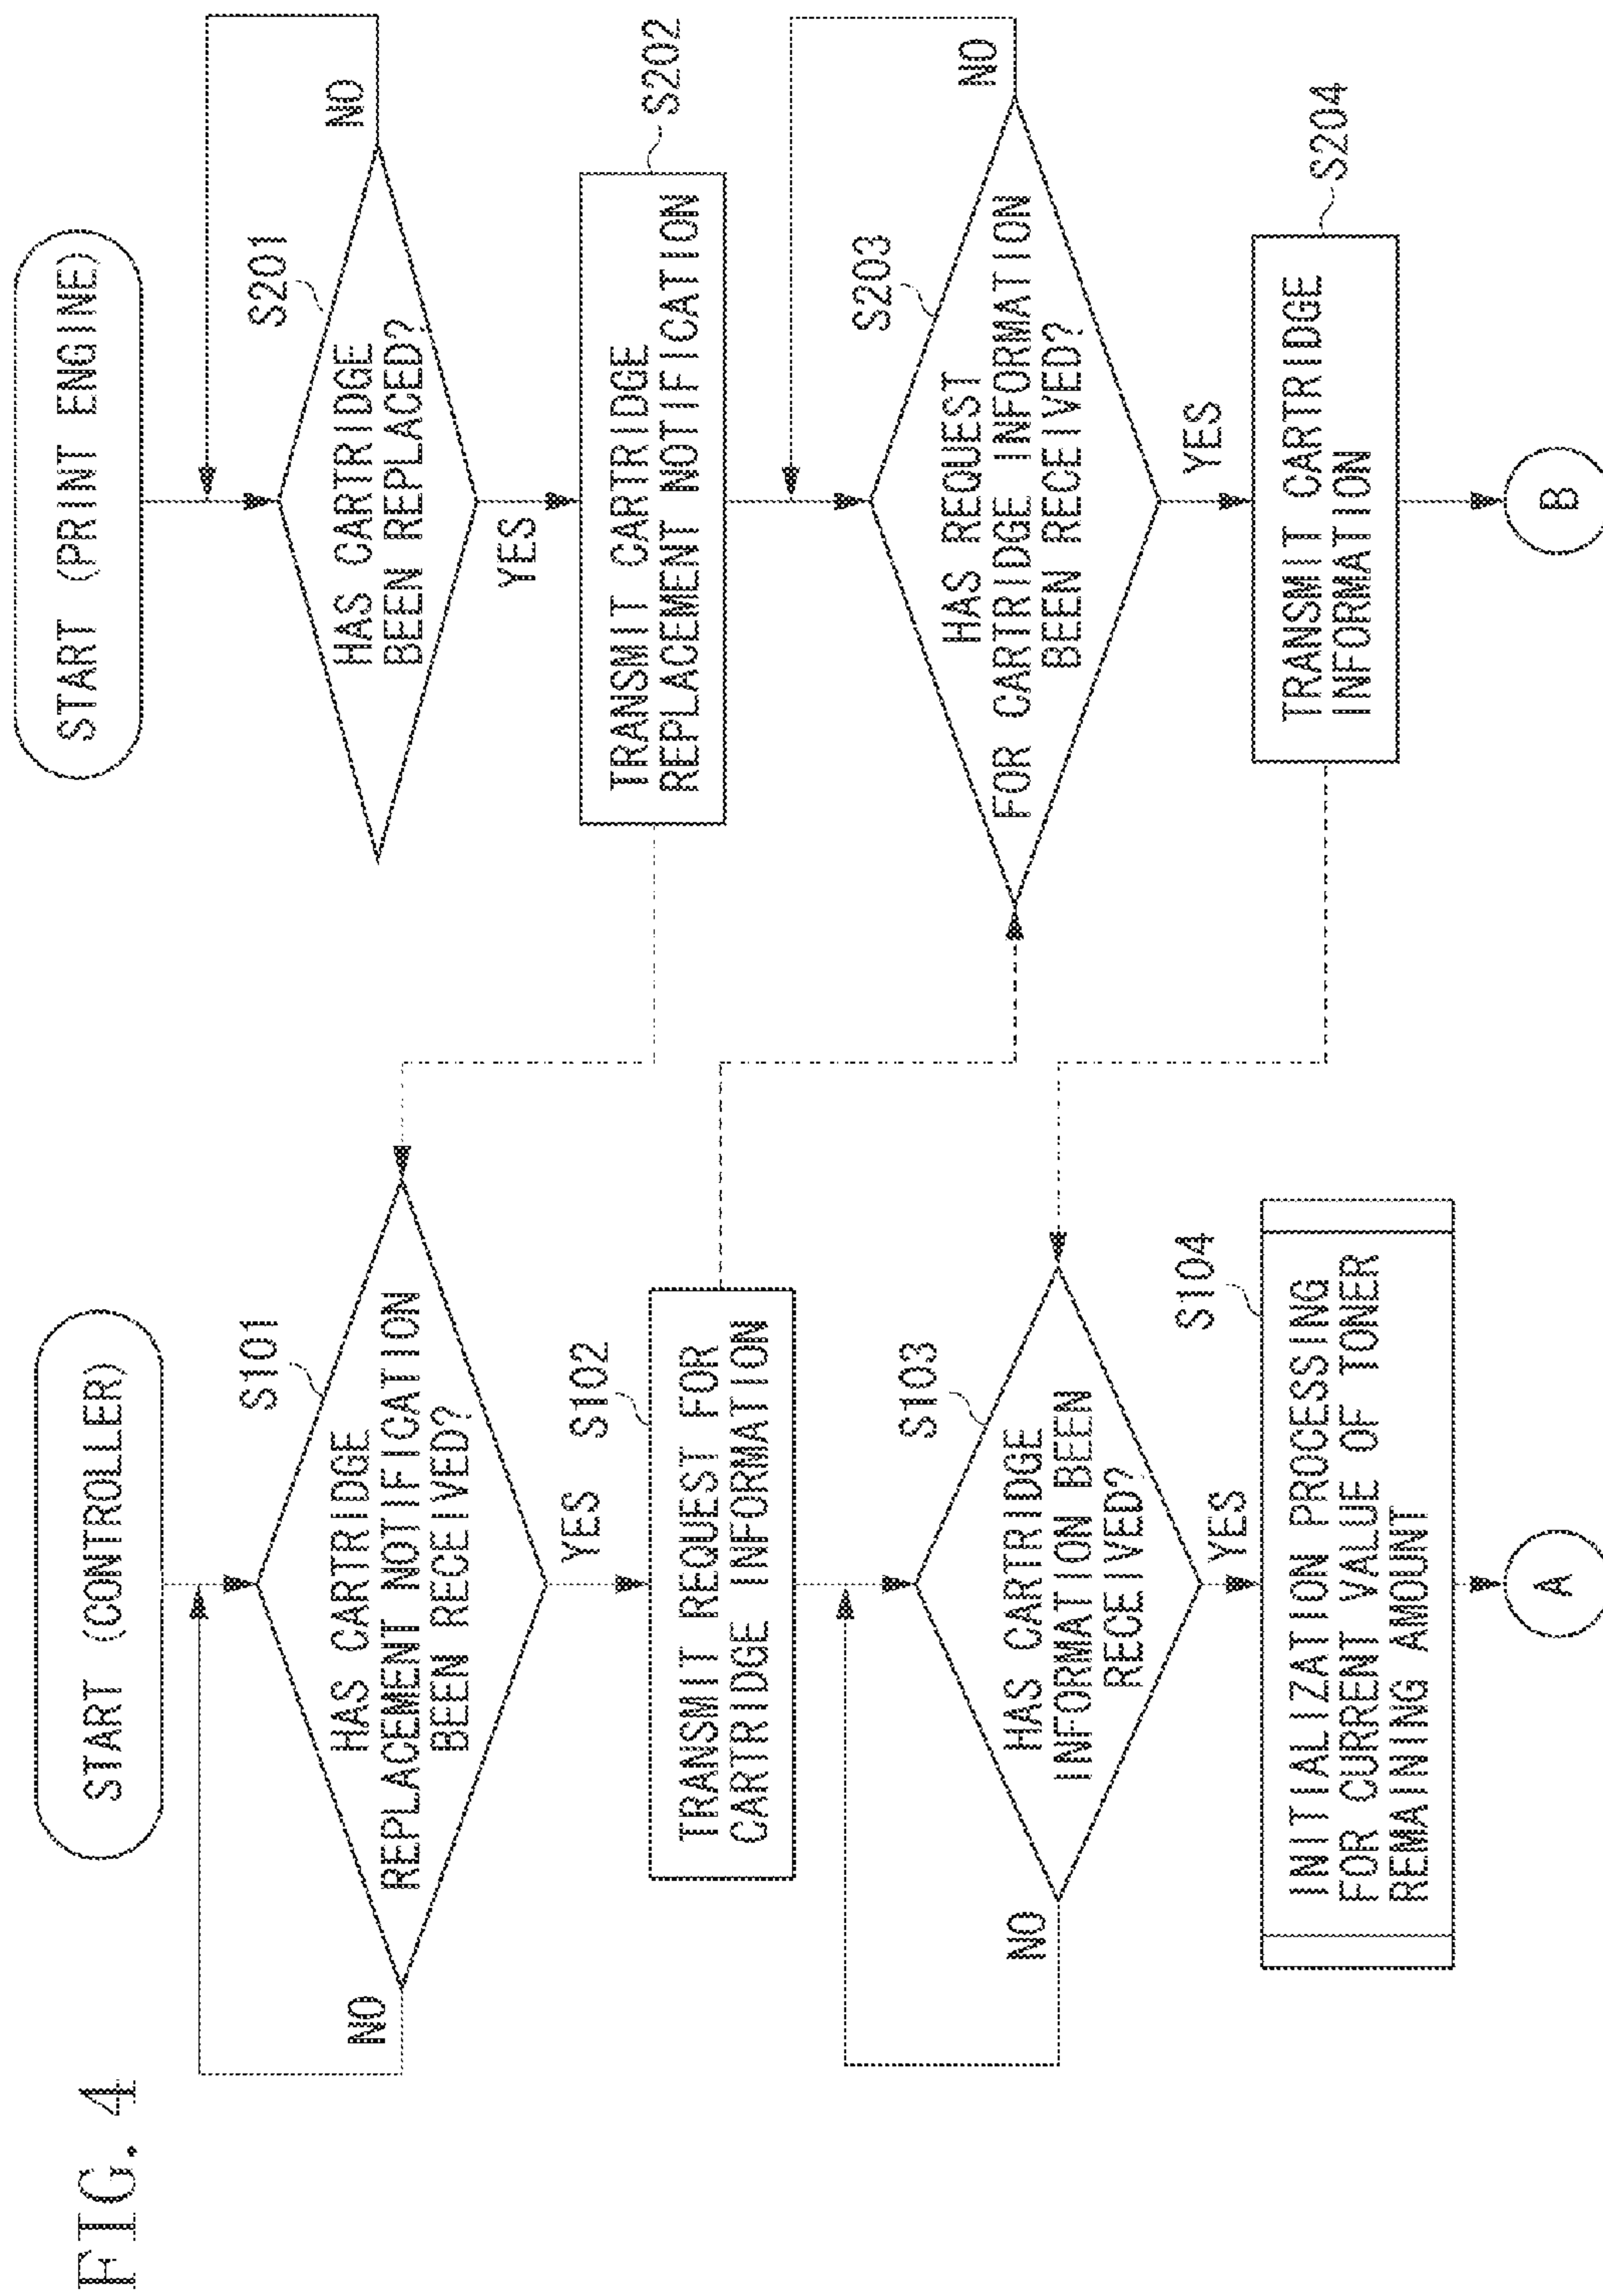 FIG. 4
START (CONTROLLER)
S101
HAS CARTRIDGE
REPLACEMENT NOTIFICATION
BEEN RECEIVED?
NO
YES
S102
TRANSMIT REQUEST FOR
CARTRIDGE INFORMATION
S103
HAS CARTRIDGE
INFORMATION BEEN
RECEIVED?
NO
YES
S104
INITIALIZATION PROCESSING
FOR CURRENT VALUE OF TONER
REMAINING AMOUNT
A
START (PRINT ENGINE)
S201
HAS CARTRIDGE
BEEN REPLACED?
NO
YES
S202
TRANSMIT CARTRIDGE
REPLACEMENT NOTIFICATION
S203
HAS REQUEST
FOR CARTRIDGE INFORMATION
BEEN RECEIVED?
NO
YES
S204
TRANSMIT CARTRIDGE
INFORMATION
B